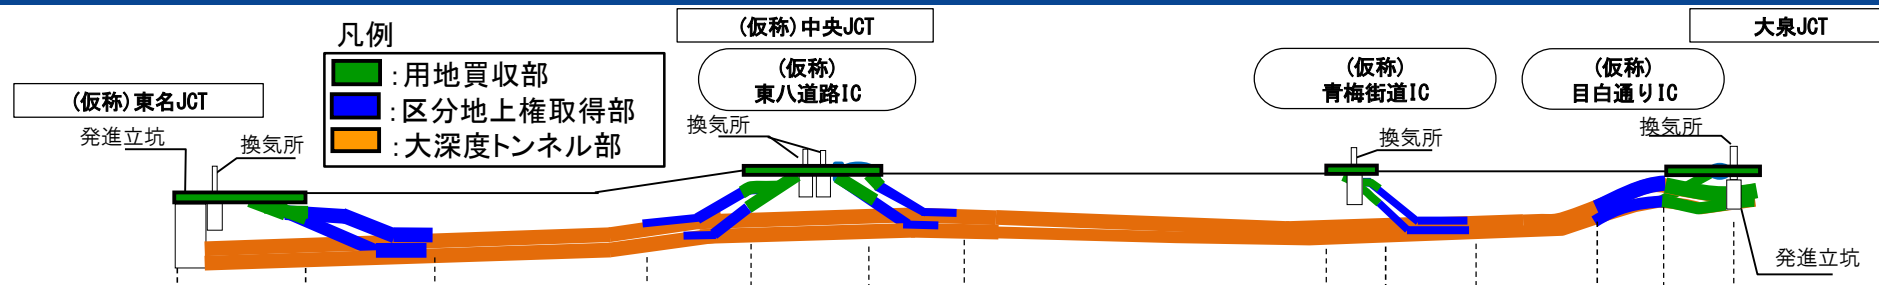 凡例
：用地買収部
：区分地上権取得部
：大深度トンネル部
(仮称)東名JCT
発進立坑
換気所
(仮称)中央JCT
(仮称)
東八道路IC
換気所
(仮称)
青梅街道IC
換気所
大泉JCT
(仮称)
目白通りIC
換気所
発進立坑